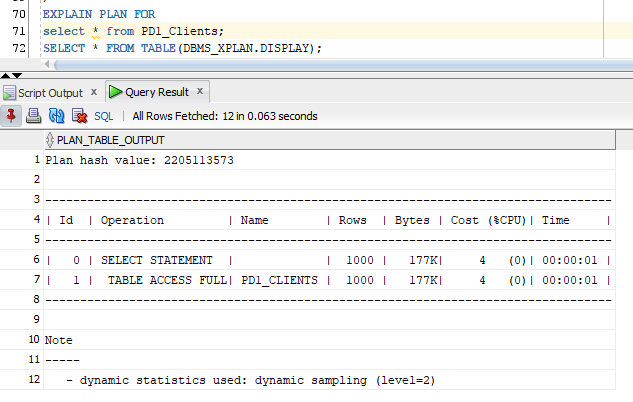 70 EXPLAIN PLAN FOR
71 select * from PD1_Clients;
72 SELECT * FROM TABLE(DBMS_XPLAN.DISPLAY);
Script Output x Query Result x
SQL | All Rows Fetched: 12 in 0.063 seconds
PLAN_TABLE_OUTPUT
1 Plan hash value: 2205113573
2
3 --------------------------------------------------------------------------------
4 | Id  | Operation         | Name        | Rows  | Bytes | Cost (%CPU)| Time     |
5 --------------------------------------------------------------------------------
6 |   0 | SELECT STATEMENT  |             |  1000 |   177K|     4   (0)| 00:00:01 |
7 |   1 |  TABLE ACCESS FULL| PD1_CLIENTS |  1000 |   177K|     4   (0)| 00:00:01 |
8 --------------------------------------------------------------------------------
9
10 Note
11 -----
12    - dynamic statistics used: dynamic sampling (level=2)